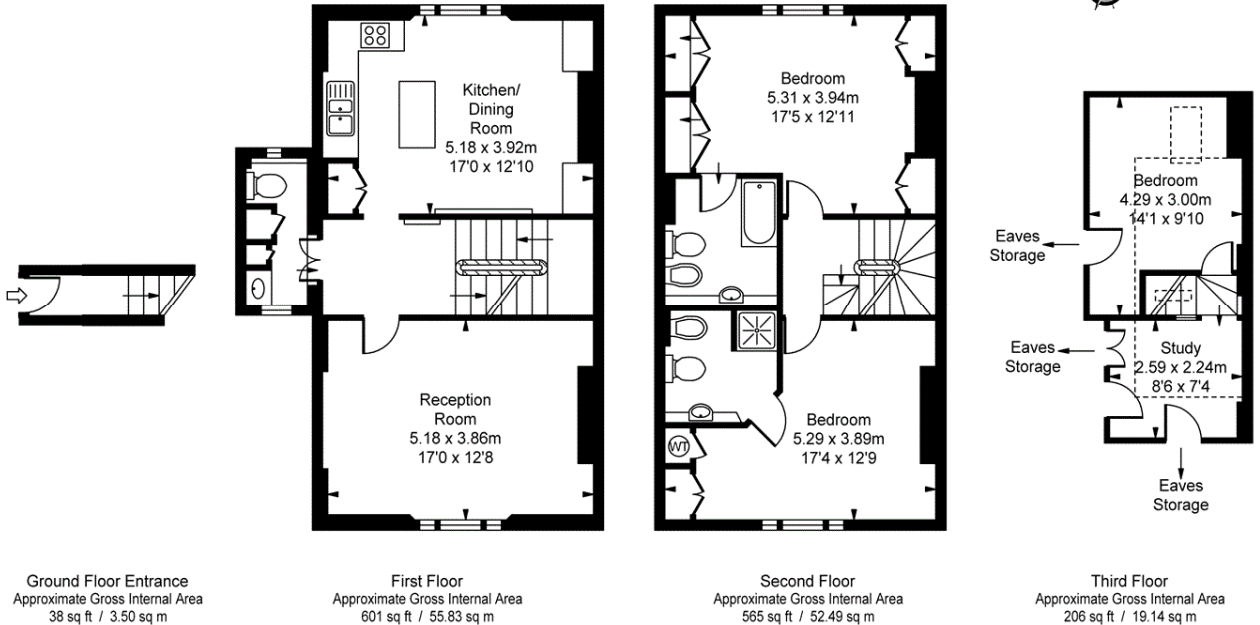 Kitchen/
Dining
Room
5.18 x 3.92m
17'0 x 12'10
Reception
Room
5.18 x 3.86m
17'0 x 12'8
Bedroom
5.31 x 3.94m
17'5 x 12'11
WT
Bedroom
5.29 x 3.89m
17'4 x 12'9
Bedroom
4.29 x 3.00m
14'1 x 9'10
Eaves
Storage
Eaves
Storage
Study
2.59 x 2.24m
8'6 x 7'4
Eaves
Storage
Ground Floor Entrance
Approximate Gross Internal Area
38 sq ft / 3.50 sq m
First Floor
Approximate Gross Internal Area
601 sq ft / 55.83 sq m
Second Floor
Approximate Gross Internal Area
565 sq ft / 52.49 sq m
Third Floor
Approximate Gross Internal Area
206 sq ft / 19.14 sq m